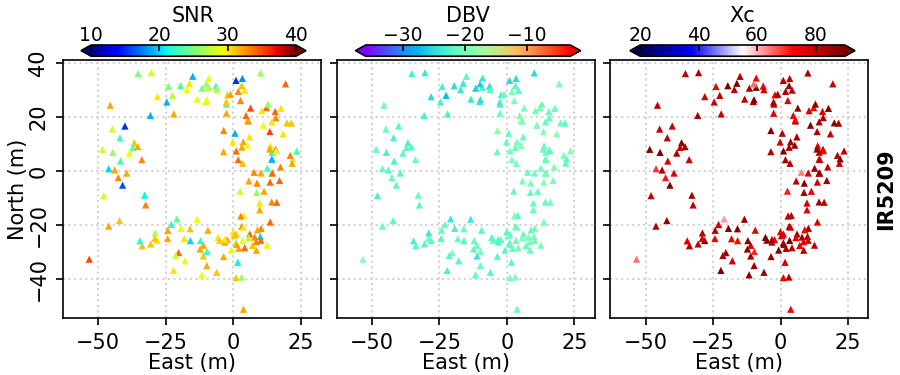 SNR DBV Xc
10 20 30 40 −30 −20 −10 20 40 60 80
40
20
0
−20
−40
North (m)
IR5209
−50 −25 0 25 −50 −25 0 25 −50 −25 0 25
East (m) East (m) East (m)